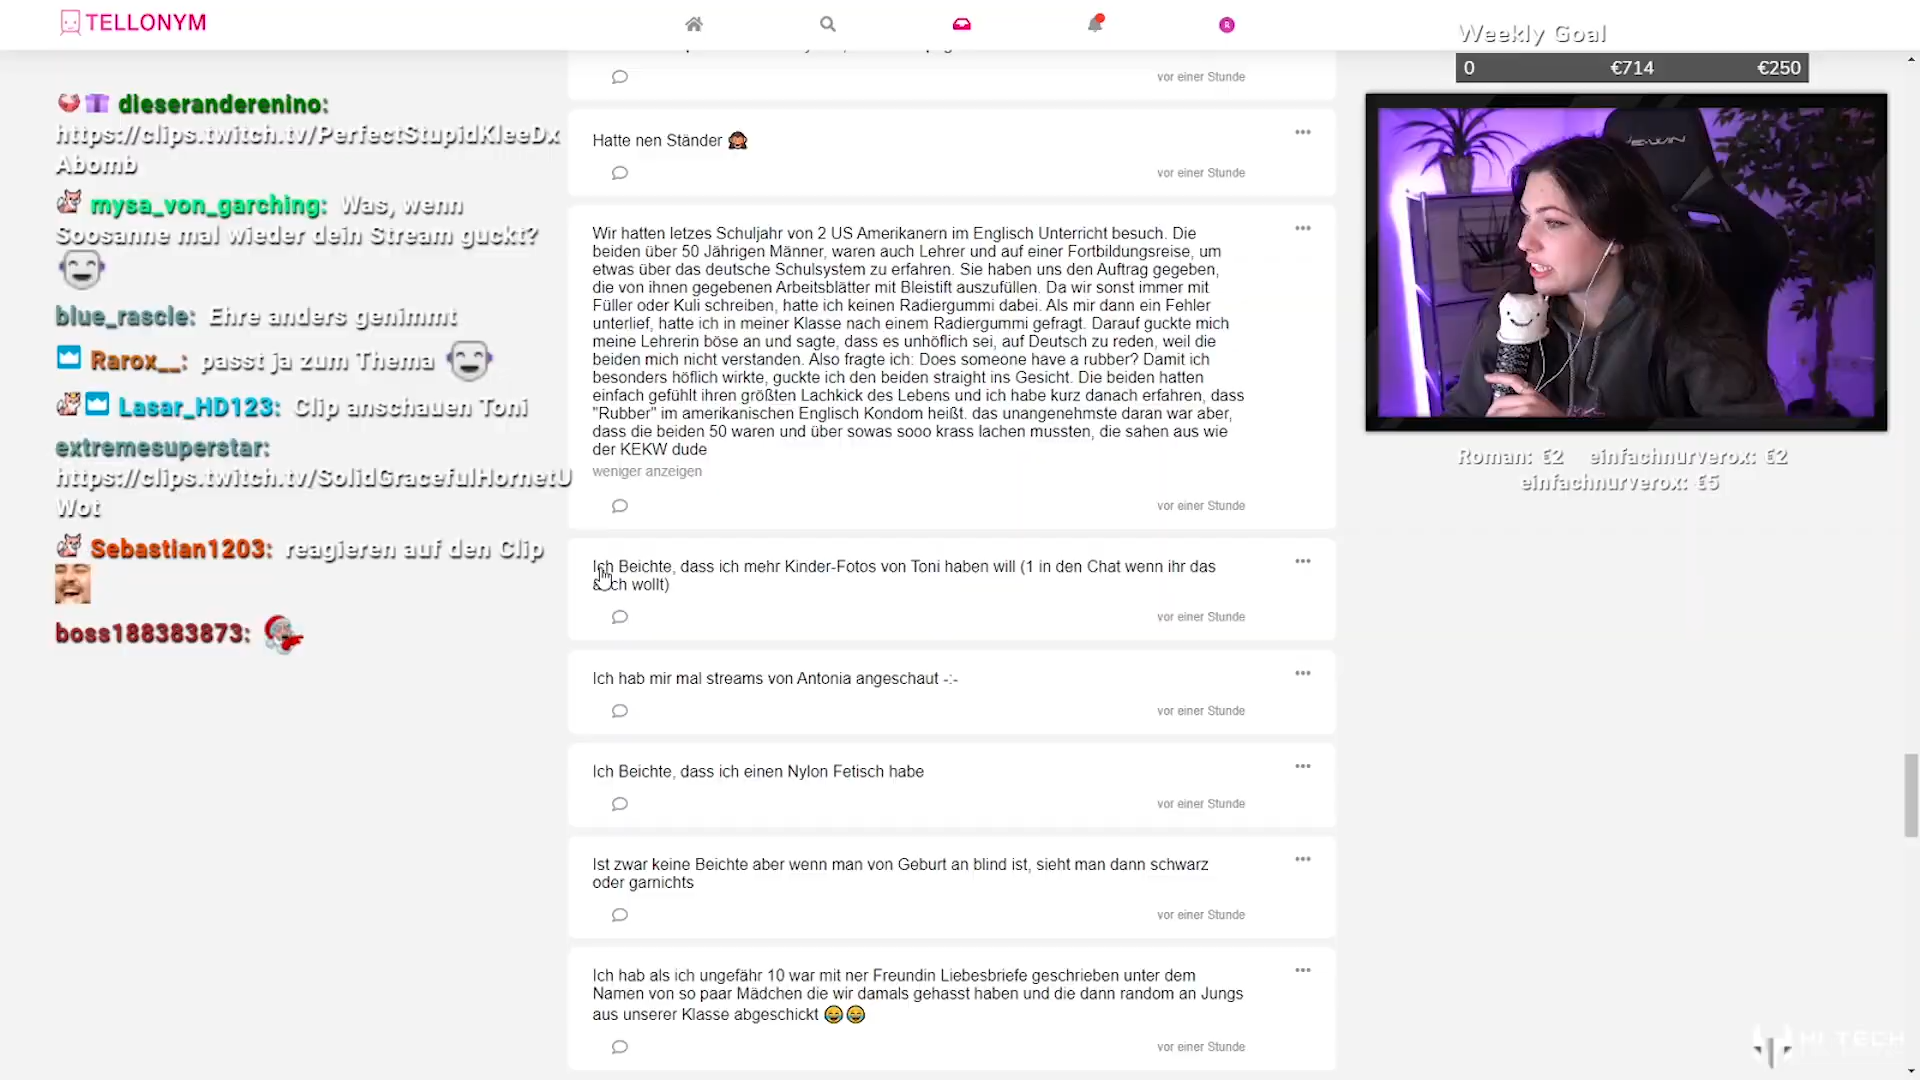 TELLONYM
Weekly Goal
0 €714 €250
dieseranderenino:
https://clips.twitch.tv/PerfectStupidKleeDx
Abomb
mysa_von_garching: Was, wenn
Soosanne mal wieder dein Stream guckt?
blue_rascle: Ehre anders genimmt
Rarox__: passt ja zum Thema
Lasar_HD123: Clip anschauen Toni
extremesuperstar:
https://clips.twitch.tv/SolidGracefulHornetU
Wot
Sebastian1203: reagieren auf den Clip
boss188383873:
vor einer Stunde
Hatte nen Ständer 🙈
vor einer Stunde
Wir hatten letzes Schuljahr von 2 US Amerikanern im Englisch Unterricht besuch. Die
beiden über 50 Jährigen Männer, waren auch Lehrer und auf einer Fortbildungsreise, um
etwas über das deutsche Schulsystem zu erfahren. Sie haben uns den Auftrag gegeben,
die von ihnen gegebenen Arbeitsblätter mit Bleistift auszufüllen. Da wir sonst immer mit
Füller oder Kuli schreiben, hatte ich keinen Radiergummi dabei. Als mir dann ein Fehler
unterlief, hatte ich in meiner Klasse nach einem Radiergummi gefragt. Darauf guckte mich
meine Lehrerin böse an und sagte, dass es unhöflich sei, auf Deutsch zu reden, weil die
beiden mich nicht verstanden. Also fragte ich: Does someone have a rubber? Damit ich
besonders höflich wirkte, guckte ich den beiden straight ins Gesicht. Die beiden hatten
einfach gefühlt ihren größten Lachkick des Lebens und ich habe kurz danach erfahren, dass
"Rubber" im amerikanischen Englisch Kondom heißt. das unangenehmste daran war aber,
dass die beiden 50 waren und über sowas sooo krass lachen mussten, die sahen aus wie
der KEKW dude
weniger anzeigen
vor einer Stunde
Ich Beichte, dass ich mehr Kinder-Fotos von Toni haben will (1 in den Chat wenn ihr das
auch wollt)
vor einer Stunde
Ich hab mir mal streams von Antonia angeschaut -:-
vor einer Stunde
Ich Beichte, dass ich einen Nylon Fetisch habe
vor einer Stunde
Ist zwar keine Beichte aber wenn man von Geburt an blind ist, sieht man dann schwarz
oder garnichts
vor einer Stunde
Ich hab als ich ungefähr 10 war mit ner Freundin Liebesbriefe geschrieben unter dem
Namen von so paar Mädchen die wir damals gehasst haben und die dann random an Jungs
aus unserer Klasse abgeschickt 😂😂
vor einer Stunde
Roman: €2 einfachnurverox: €2
einfachnurverox: €5
HI TECH